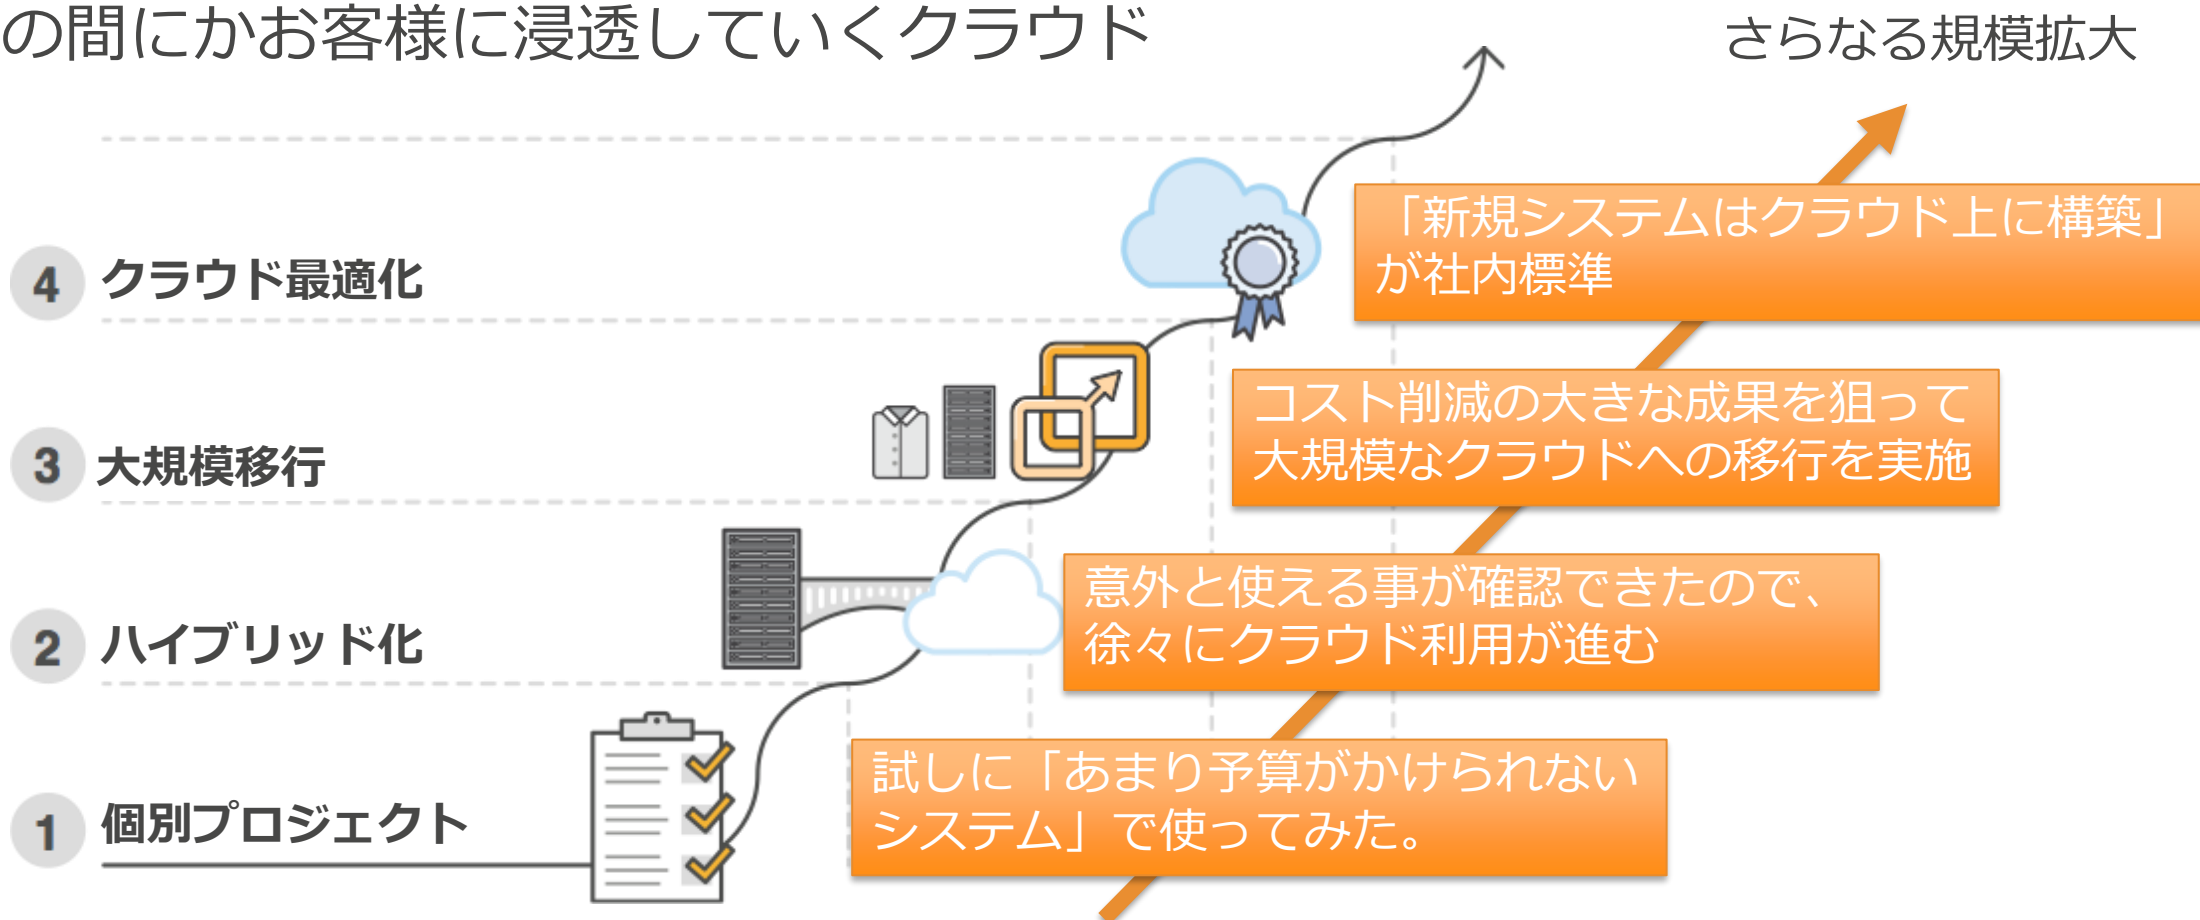 の間にかお客様に浸透していくクラウド
さらなる規模拡大
4 クラウド最適化
「新規システムはクラウド上に構築」
が社内標準
3 大規模移行
コスト削減の大きな成果を狙って
大規模なクラウドへの移行を実施
2 ハイブリッド化
意外と使える事が確認できたので、
徐々にクラウド利用が進む
1 個別プロジェクト
試しに「あまり予算がかけられない
システム」で使ってみた。